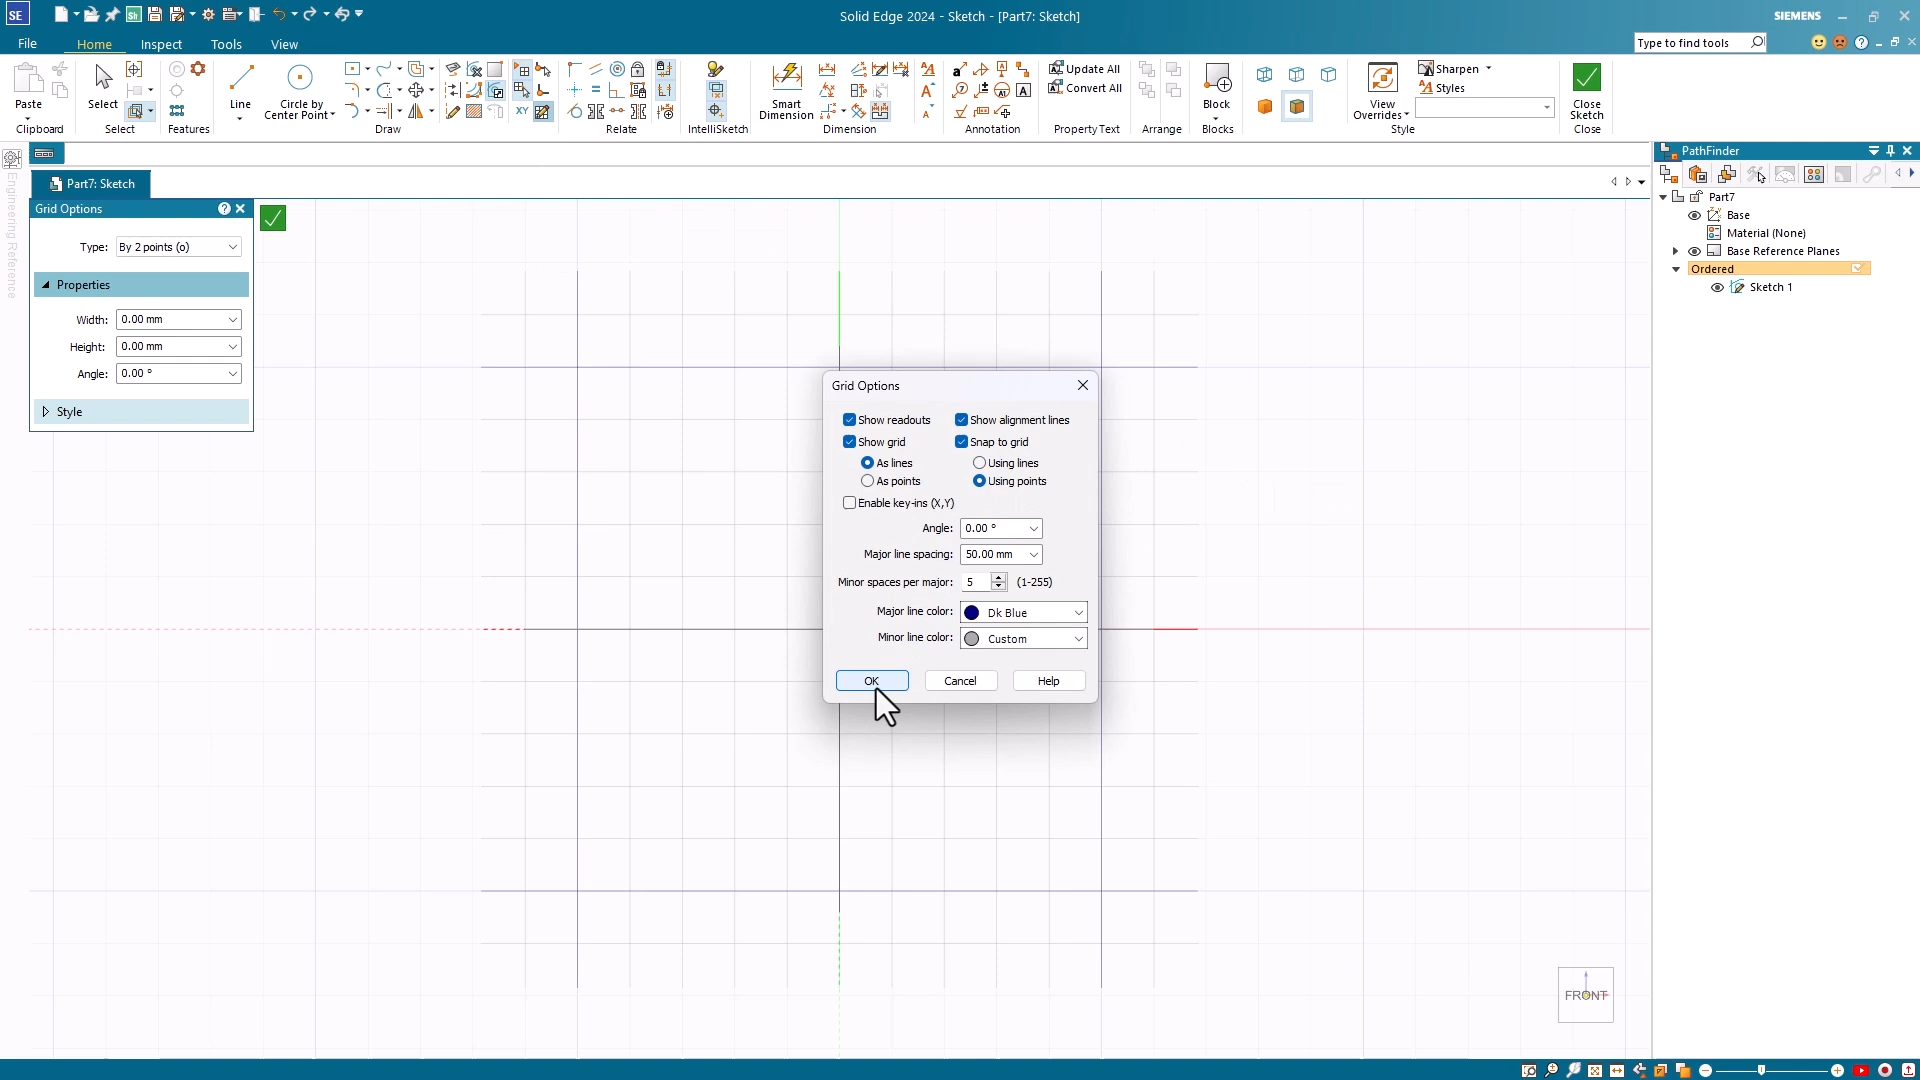 SE
Sh
Solid Edge 2024 - Sketch - [Part7: Sketch]
SIEMENS
File
Home
Inspect
Tools
View
Type to find tools
Paste
Clipboard
Select
Select
Features
Line
Circle by
Center Point
Draw
XY
Relate
IntelliSketch
Smart
Dimension
Dimension
Annotation
Update All
Convert All
PropertyText
Arrange
Block
Blocks
View
Overrides
Sharpen
Styles
Style
Close
Sketch
Close
Engineering Reference
Part7: Sketch
Grid Options
Type: By 2 points (o)
Properties
Width: 0.00 mm
Height: 0.00 mm
Angle: 0.00 °
Style
Grid Options
Show readouts
Show alignment lines
Show grid
Snap to grid
As lines
Using lines
As points
Using points
Enable key-ins (X,Y)
Angle: 0.00 °
Major line spacing: 50.00 mm
Minor spaces per major: 5 (1-255)
Major line color: Dk Blue
Minor line color: Custom
OK
Cancel
Help
PathFinder
Part7
Base
Material (None)
Base Reference Planes
Ordered
Sketch 1
FRONT